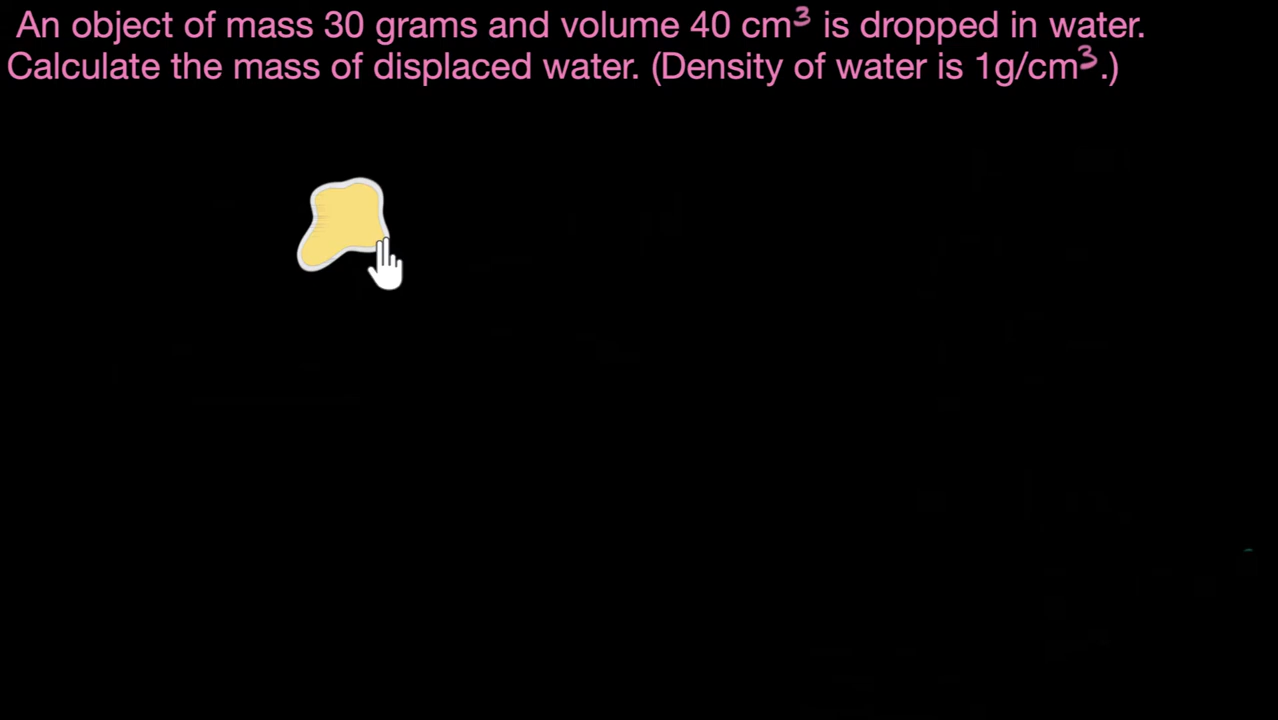 An object of mass 30 grams and volume 40 cm³ is dropped in water.
Calculate the mass of displaced water. (Density of water is 1g/cm³.)